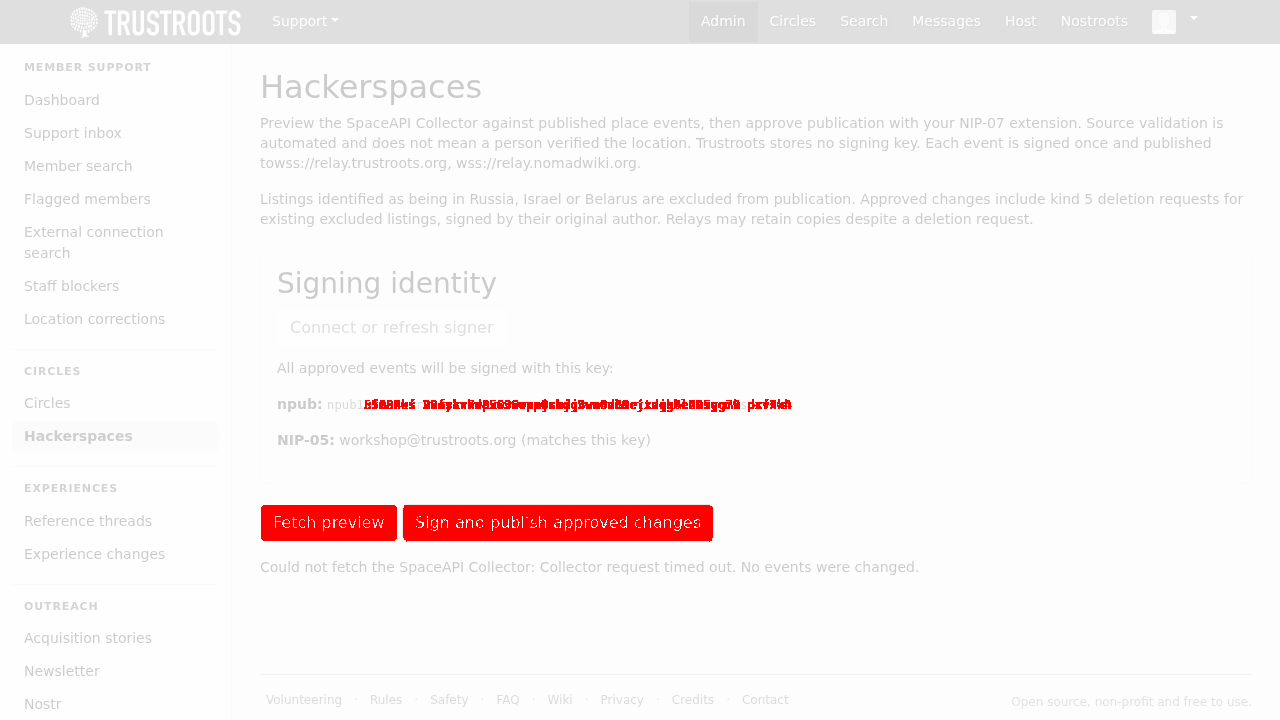 TRUSTROOTS
Support
Admin
Circles
Search
Messages
Host
Nostroots
MEMBER SUPPORT
Dashboard
Support inbox
Member search
Flagged members
External connection
search
Staff blockers
Location corrections
CIRCLES
Circles
Hackerspaces
EXPERIENCES
Reference threads
Experience changes
OUTREACH
Acquisition stories
Newsletter
Nostr
Hackerspaces
Preview the SpaceAPI Collector against published place events, then approve publication with your NIP-07 extension. Source validation is
automated and does not mean a person verified the location. Trustroots stores no signing key. Each event is signed once and published
towss://relay.trustroots.org, wss://relay.nomadwiki.org.
Listings identified as being in Russia, Israel or Belarus are excluded from publication. Approved changes include kind 5 deletion requests for
existing excluded listings, signed by their original author. Relays may retain copies despite a deletion request.
Signing identity
Connect or refresh signer
All approved events will be signed with this key:
npub: npub1
NIP-05: workshop@trustroots.org (matches this key)
Fetch preview
Sign and publish approved changes
Could not fetch the SpaceAPI Collector: Collector request timed out. No events were changed.
Volunteering · Rules · Safety · FAQ · Wiki · Privacy · Credits · Contact
Open source, non-profit and free to use.